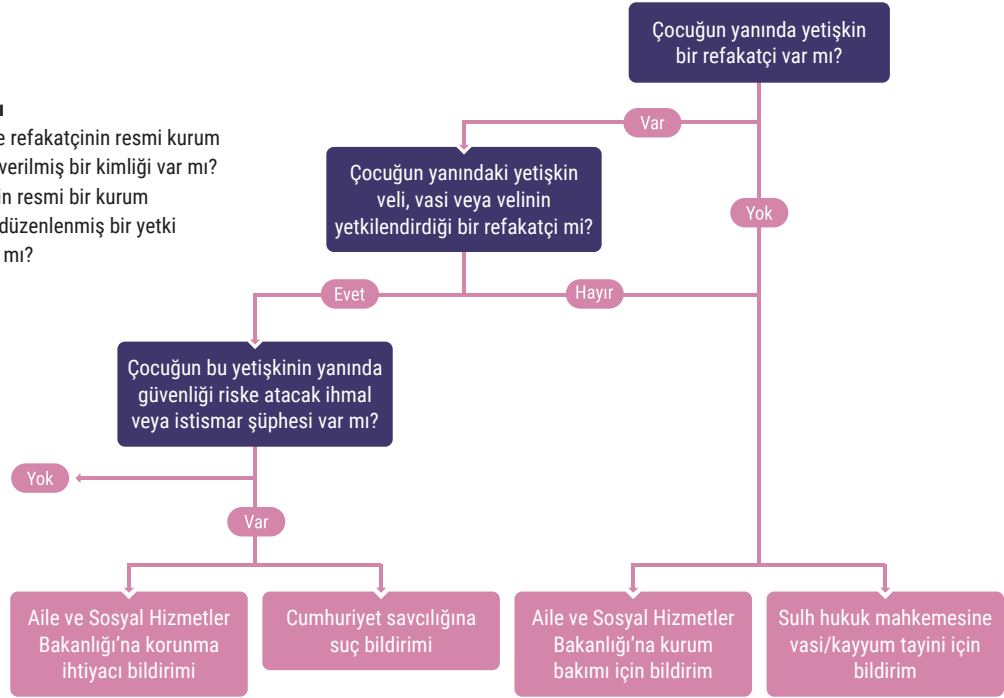 Çocuğun yanında yetişkin
bir refakatçi var mı?
e refakatçinin resmi kurum
verilmiş bir kimliği var mı?
in resmi bir kurum
düzenlenmiş bir yetki
mı?
Var
Çocuğun yanındaki yetişkin
veli, vasi veya velinin
yetkilendirdiği bir refakatçi mi?
Yok
Evet
Hayır
Çocuğun bu yetişkinin yanında
güvenliği riske atacak ihmal
veya istismar şüphesi var mı?
Yok
Var
Aile ve Sosyal Hizmetler
Bakanlığı’na korunma
ihtiyacı bildirimi
Cumhuriyet savcılığına
suç bildirimi
Aile ve Sosyal Hizmetler
Bakanlığı’na kurum
bakımı için bildirim
Sulh hukuk mahkemesine
vasi/kayyum tayini için
bildirim